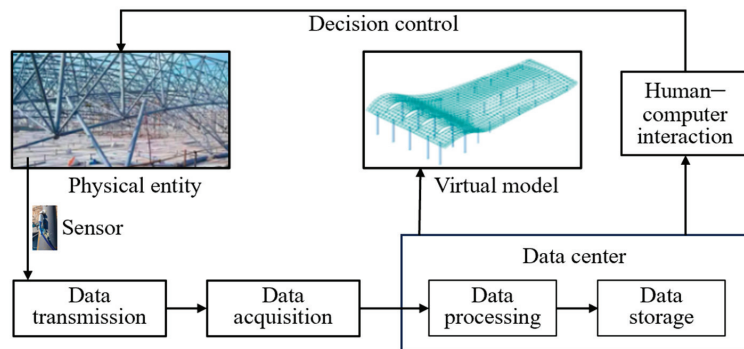 Decision control
Human—
computer
interaction
Physical entity
Virtual model
Sensor
Data center
Data
transmission
Data
acquisition
Data
processing
Data
storage